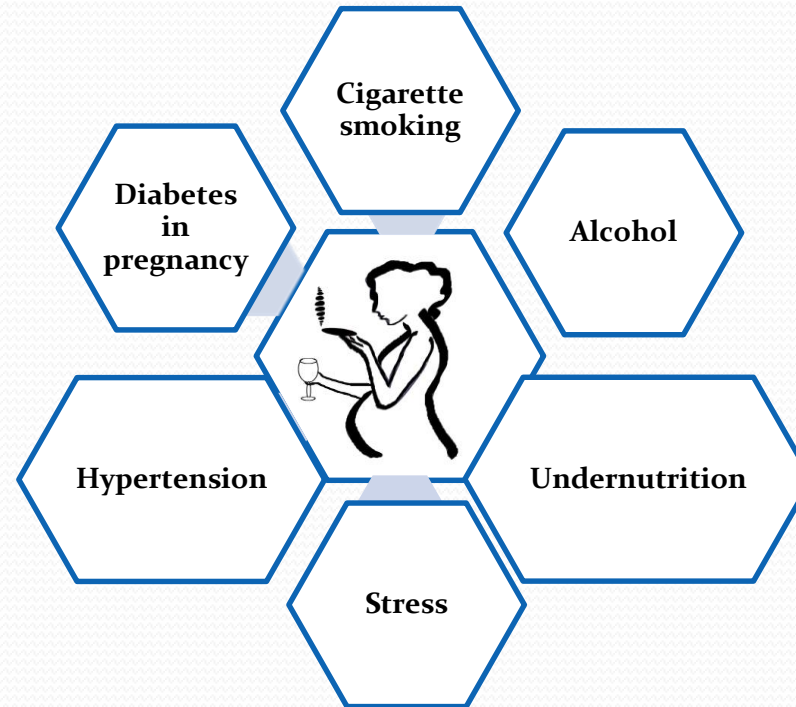 Cigarette
smoking
Diabetes
in
pregnancy
Alcohol
Hypertension
Undernutrition
Stress